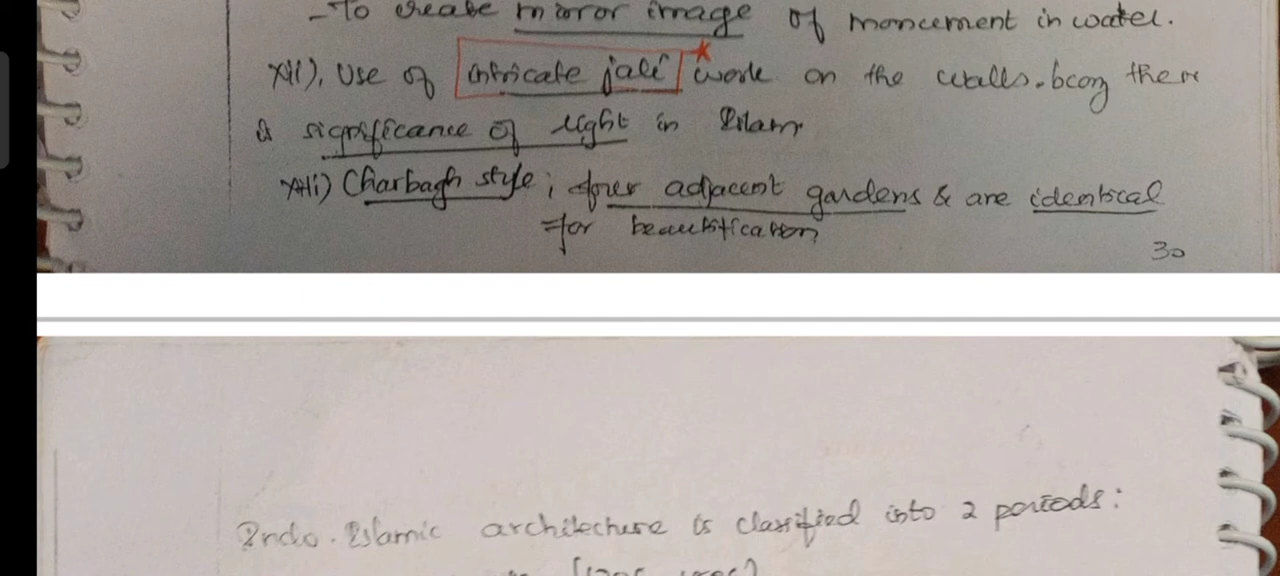 - To create mirror image of monument in water.
XII), Use of intricate jali work on the walls. bcoz there
is significance of light in Islam
XIII) Charbagh style; four adjacent gardens & are identical
=for beautification
30
Indo-Islamic architecture is classified into 2 periods: